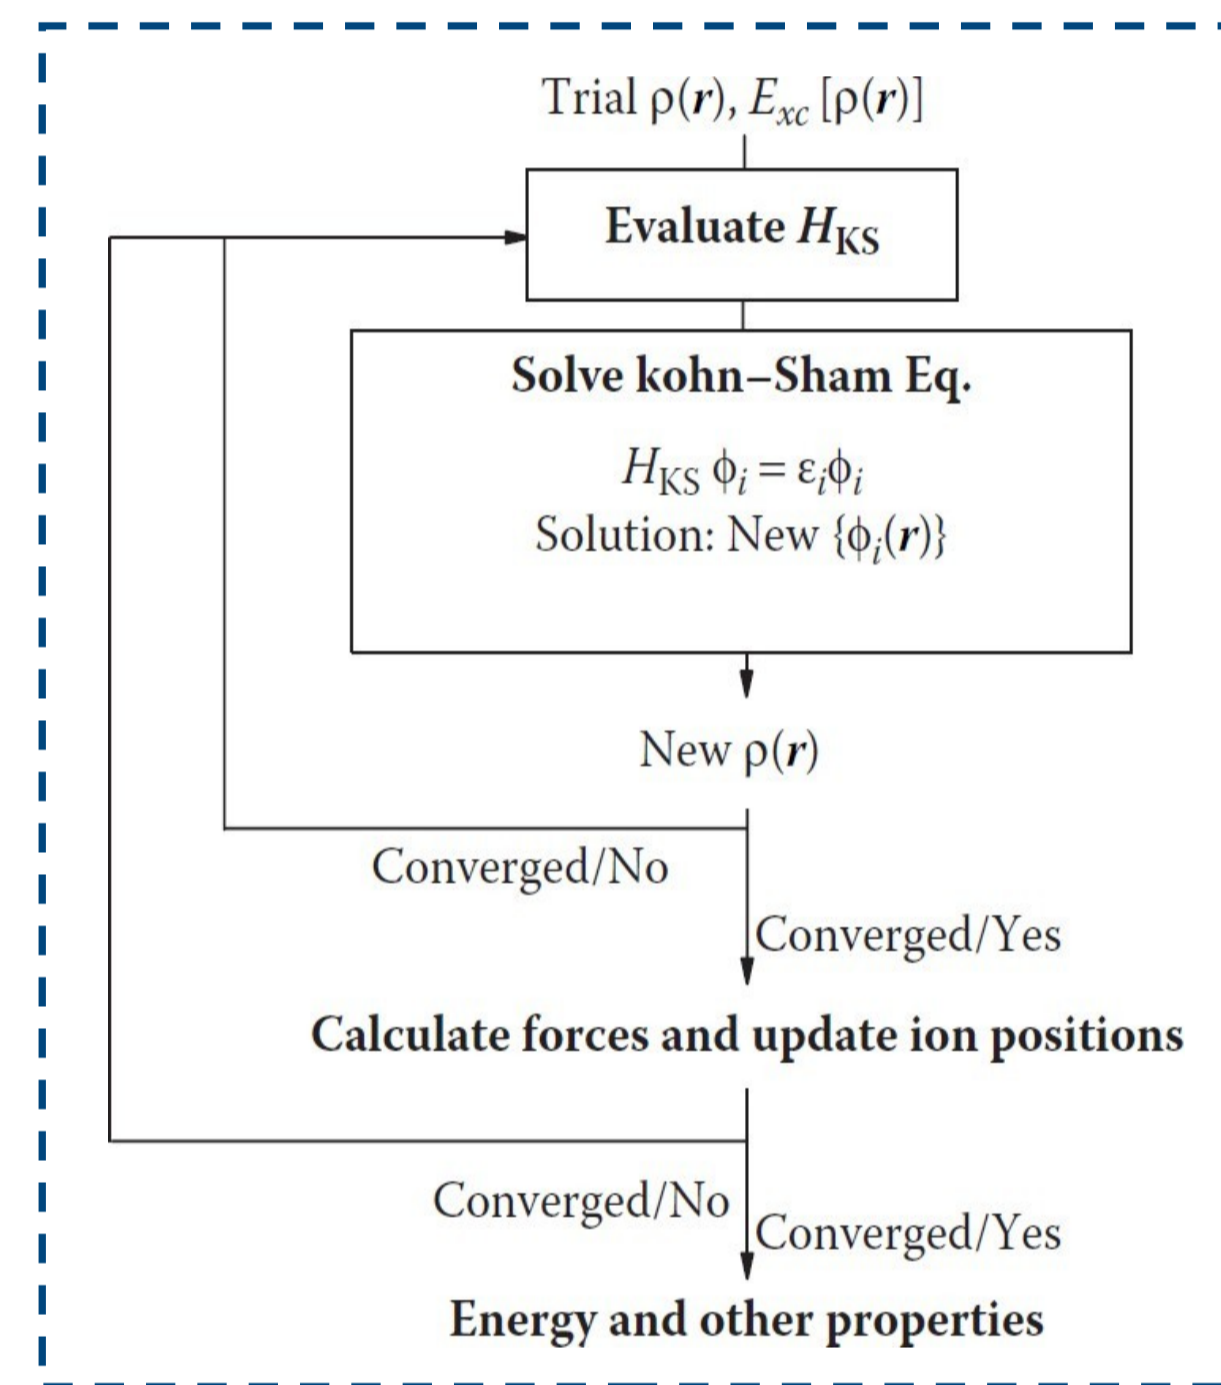 Trial ρ(r), Exc [ρ(r)]
Evaluate HKS
Solve kohn–Sham Eq.
HKS ϕi = εiϕi
Solution: New {ϕi(r)}
New ρ(r)
Converged/No
Converged/Yes
Calculate forces and update ion positions
Converged/No
Converged/Yes
Energy and other properties